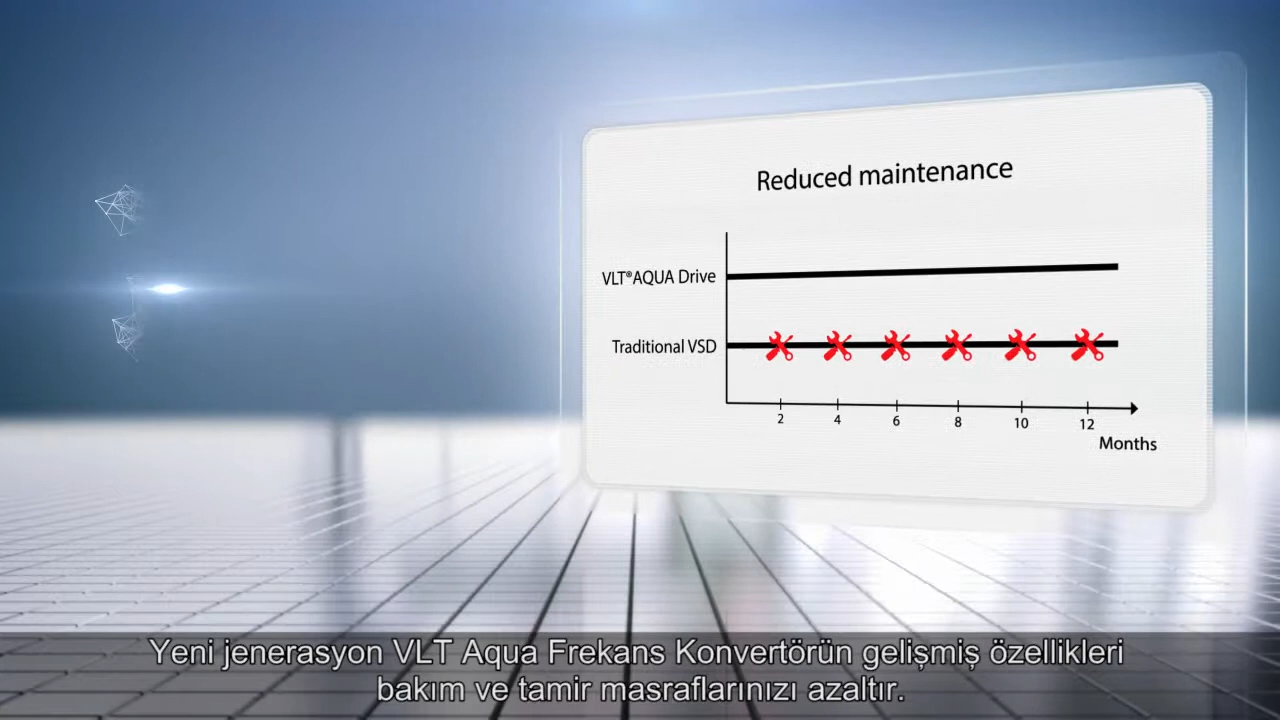 Reduced maintenance
VLT®AQUA Drive
Traditional VSD
2 4 6 8 10 12
Months
Yeni jenerasyon VLT Aqua Frekans Konvertörün gelişmiş özellikleri
bakım ve tamir masraflarınızı azaltır.